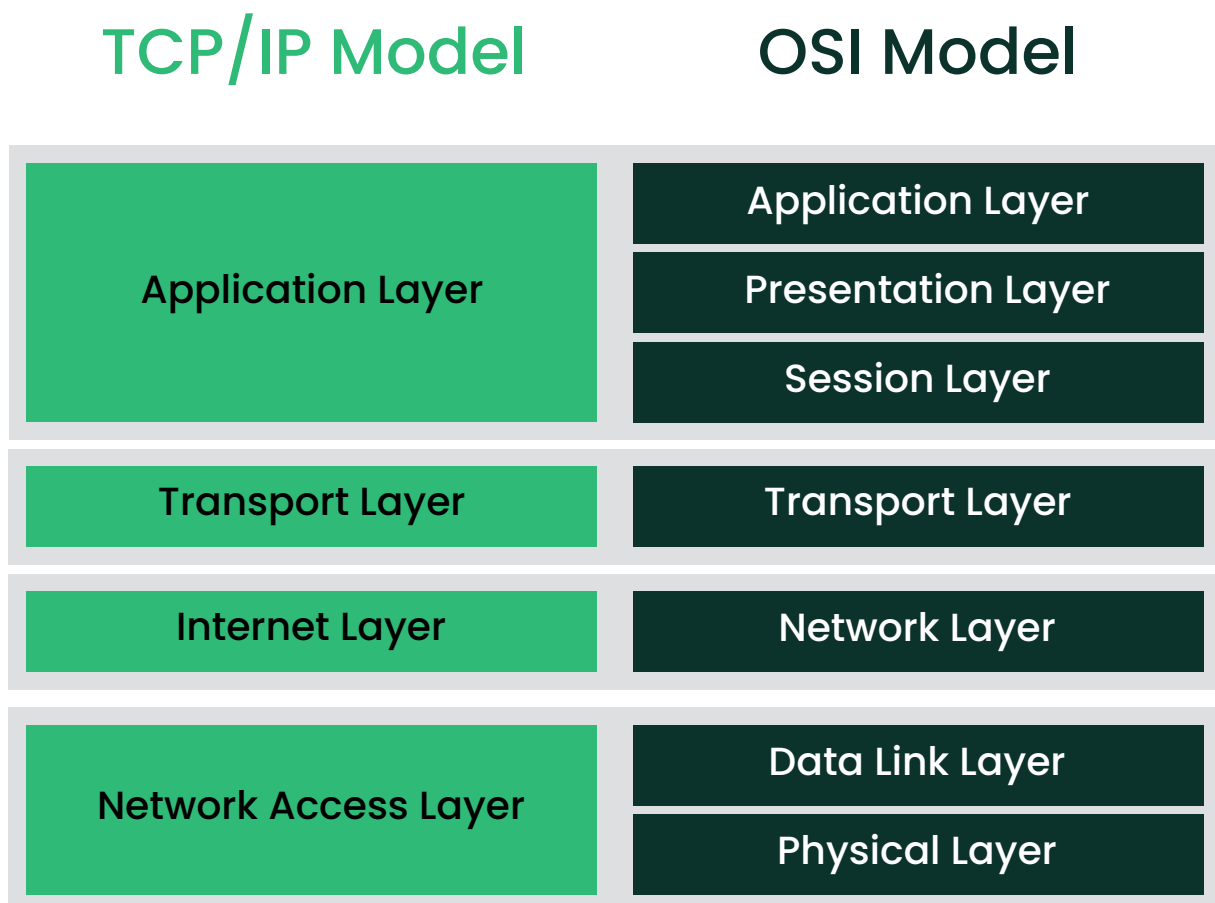 TCP/IP Model
OSI Model
Application Layer
Application Layer
Presentation Layer
Session Layer
Transport Layer
Transport Layer
Internet Layer
Network Layer
Network Access Layer
Data Link Layer
Physical Layer